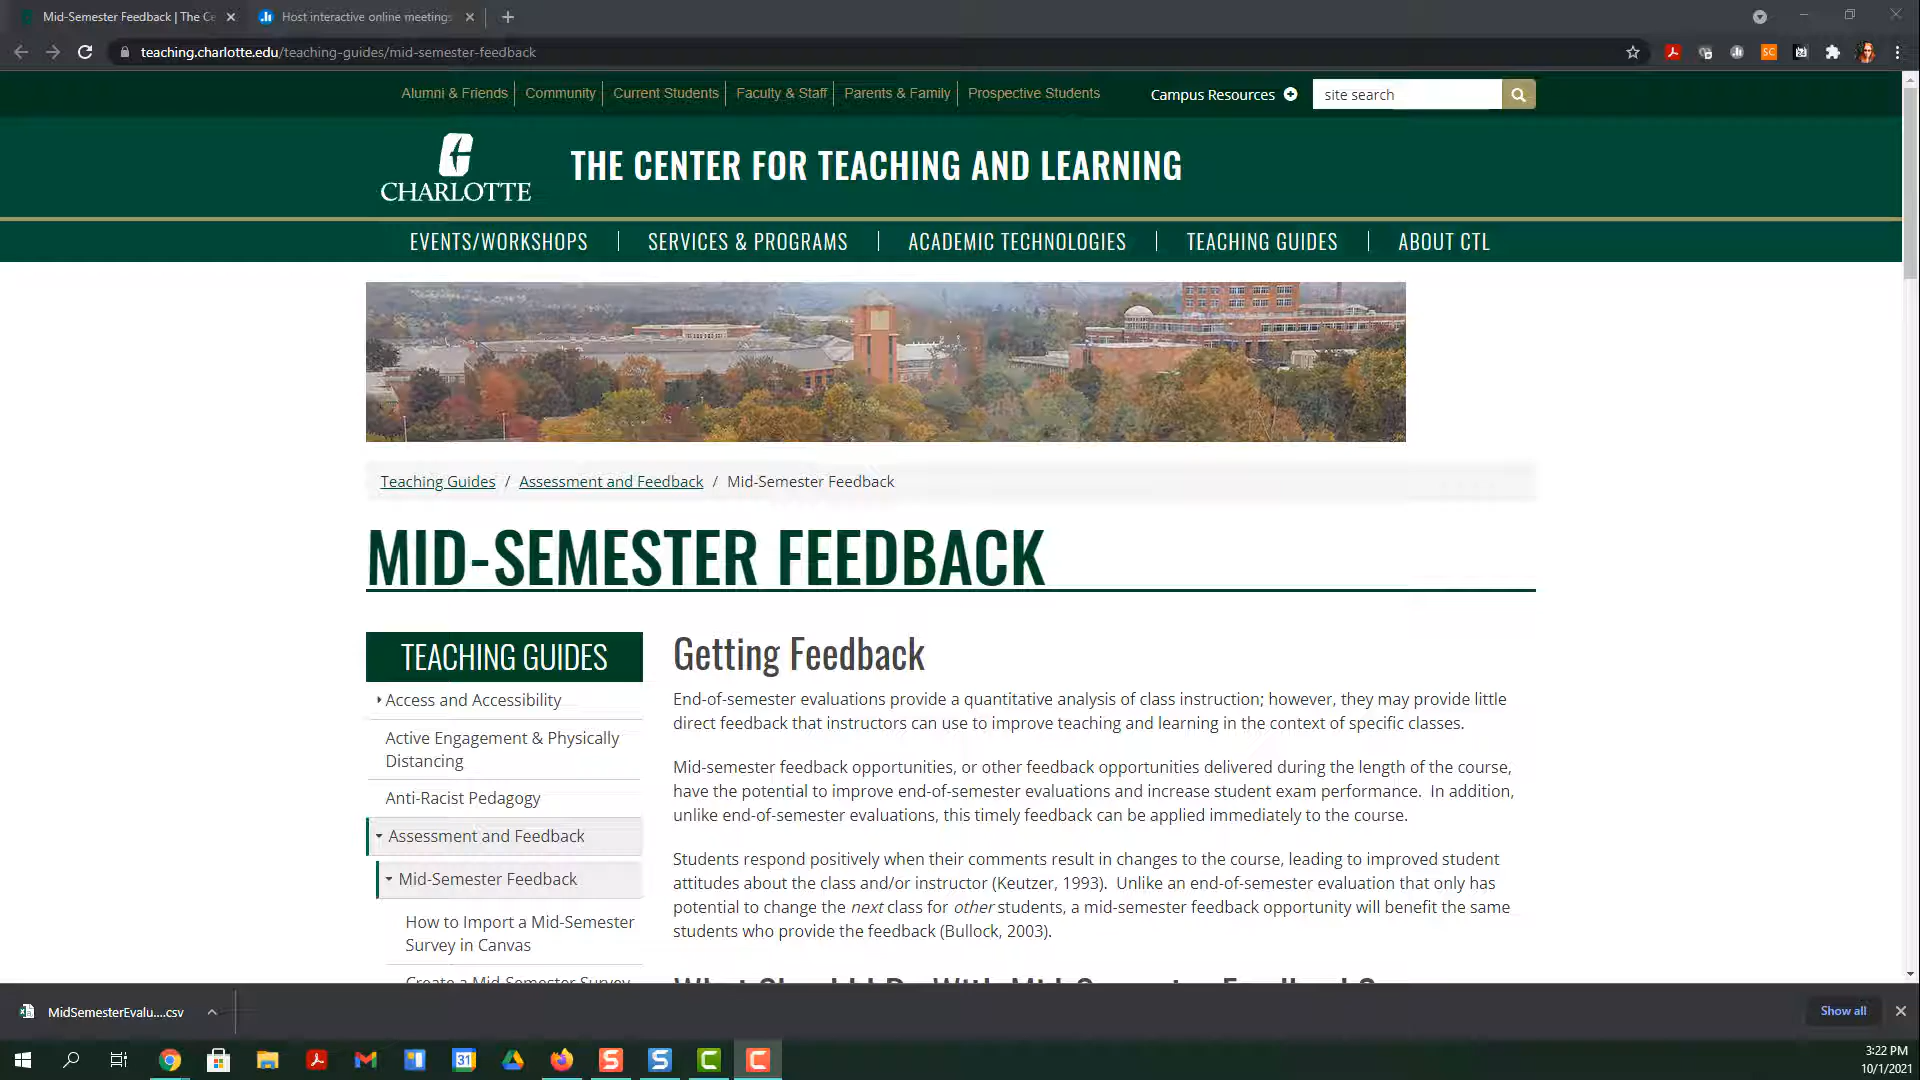 Mid-Semester Feedback | The Ce
Host interactive online meetings
teaching.charlotte.edu/teaching-guides/mid-semester-feedback
SC
Alumni & Friends
Community
Current Students
Faculty & Staff
Parents & Family
Prospective Students
Campus Resources
site search
CHARLOTTE
THE CENTER FOR TEACHING AND LEARNING
EVENTS/WORKSHOPS
SERVICES & PROGRAMS
ACADEMIC TECHNOLOGIES
TEACHING GUIDES
ABOUT CTL
Teaching Guides / Assessment and Feedback / Mid-Semester Feedback
MID-SEMESTER FEEDBACK
TEACHING GUIDES
Access and Accessibility
Active Engagement & Physically
Distancing
Anti-Racist Pedagogy
Assessment and Feedback
Mid-Semester Feedback
How to Import a Mid-Semester
Survey in Canvas
Create a Mid-Semester Survey
Getting Feedback
End-of-semester evaluations provide a quantitative analysis of class instruction; however, they may provide little
direct feedback that instructors can use to improve teaching and learning in the context of specific classes.
Mid-semester feedback opportunities, or other feedback opportunities delivered during the length of the course,
have the potential to improve end-of-semester evaluations and increase student exam performance. In addition,
unlike end-of-semester evaluations, this timely feedback can be applied immediately to the course.
Students respond positively when their comments result in changes to the course, leading to improved student
attitudes about the class and/or instructor (Keutzer, 1993). Unlike an end-of-semester evaluation that only has
potential to change the next class for other students, a mid-semester feedback opportunity will benefit the same
students who provide the feedback (Bullock, 2003).
What Should I Do With Mid-Semester Feedback?
MidSemesterEvalu....csv
Show all
31
S
S
C
C
3:22 PM
10/1/2021